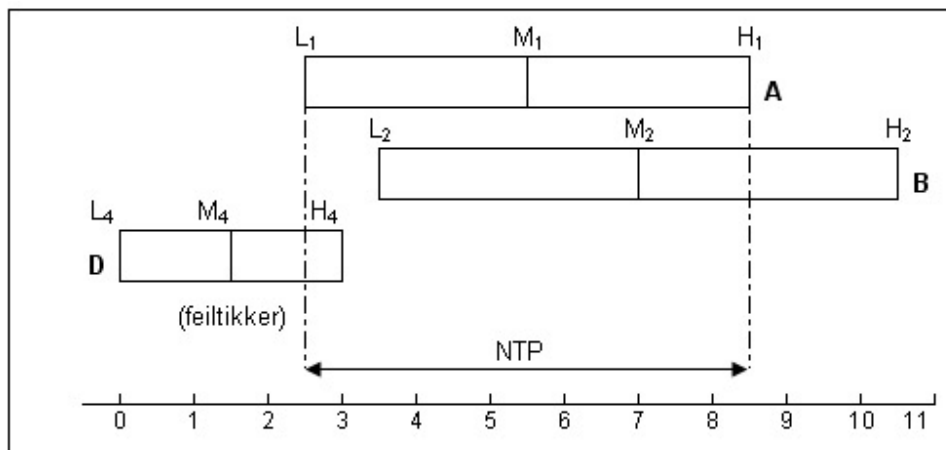 L₁ M₁ H₁
A
L₂ M₂ H₂
B
L₄ M₄ H₄
D
(feiltikker)
NTP
0 1 2 3 4 5 6 7 8 9 10 11